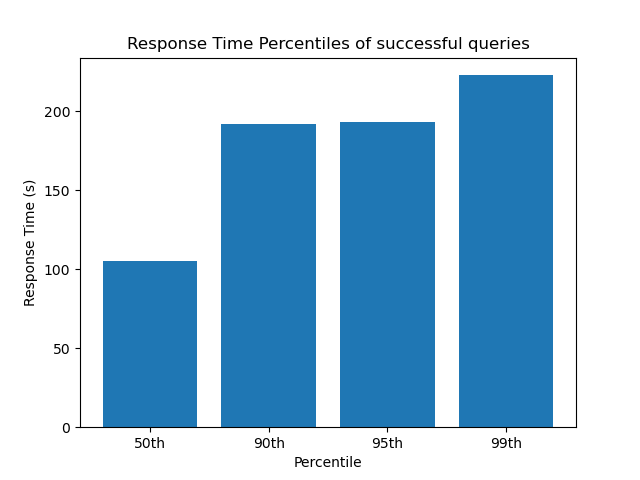 Response Time Percentiles of successful queries
200
150
100
50
0
Response Time (s)
50th 90th 95th 99th
Percentile